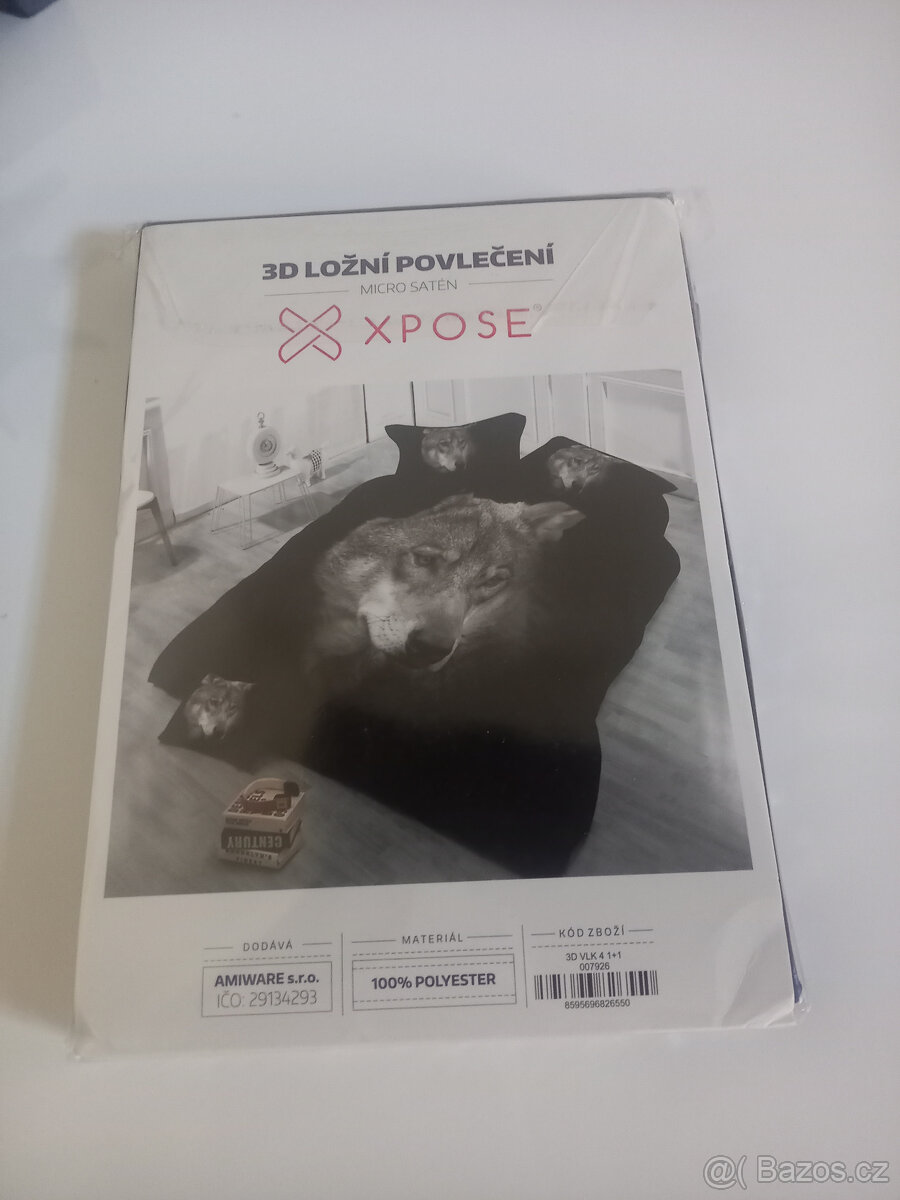 3D LOŽNÍ POVLEČENÍ
MICRO SATÉN
XPOSE®
CENTURY
DODÁVÁ
AMIWARE s.r.o.
IČO: 29134293
MATERIÁL
100% POLYESTER
KÓD ZBOŽÍ
3D VLK 4 1+1
007926
8595696826550
@( Bazos.cz